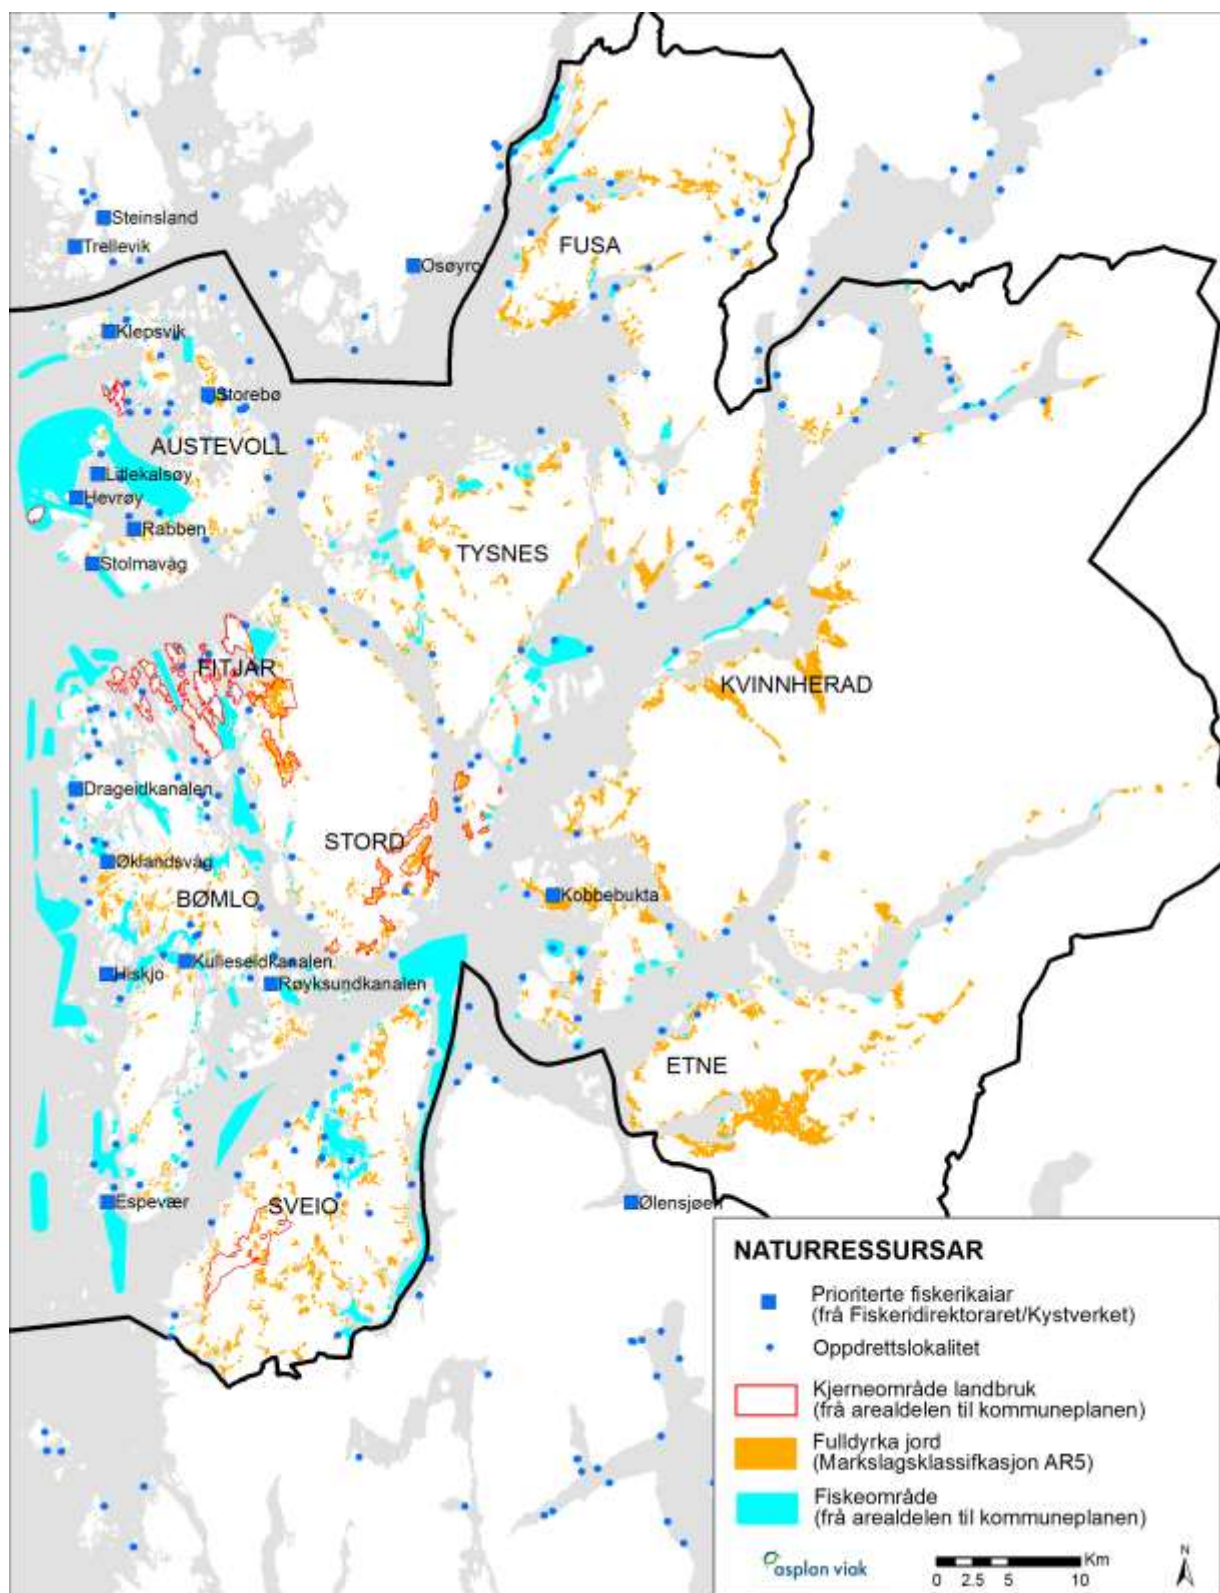 Steinsland
Trellevik
Osøyro
FUSA
Klepsvik
Storebø
AUSTEVOLL
Litlekalsøy
Hevrøy
Rabben
Stolmavåg
TYSNES
FITJAR
KVINNHERAD
Drageidkanalen
STORD
Øklandsvåg
BØMLO
Kobbebukta
Kulleseidkanalen
Hiskjo
Røyksundkanalen
ETNE
Espevær
SVEIO
Ølensjøen
NATURRESSURSAR
Prioriterte fiskerikaiar
(frå Fiskeridirektoraret/Kystverket)
Oppdrettslokalitet
Kjerneområde landbruk
(frå arealdelen til kommuneplanen)
Fulldyrka jord
(Markslagsklassifkasjon AR5)
Fiskeområde
(frå arealdelen til kommuneplanen)
asplan viak
Km
0 2.5 5 10
N